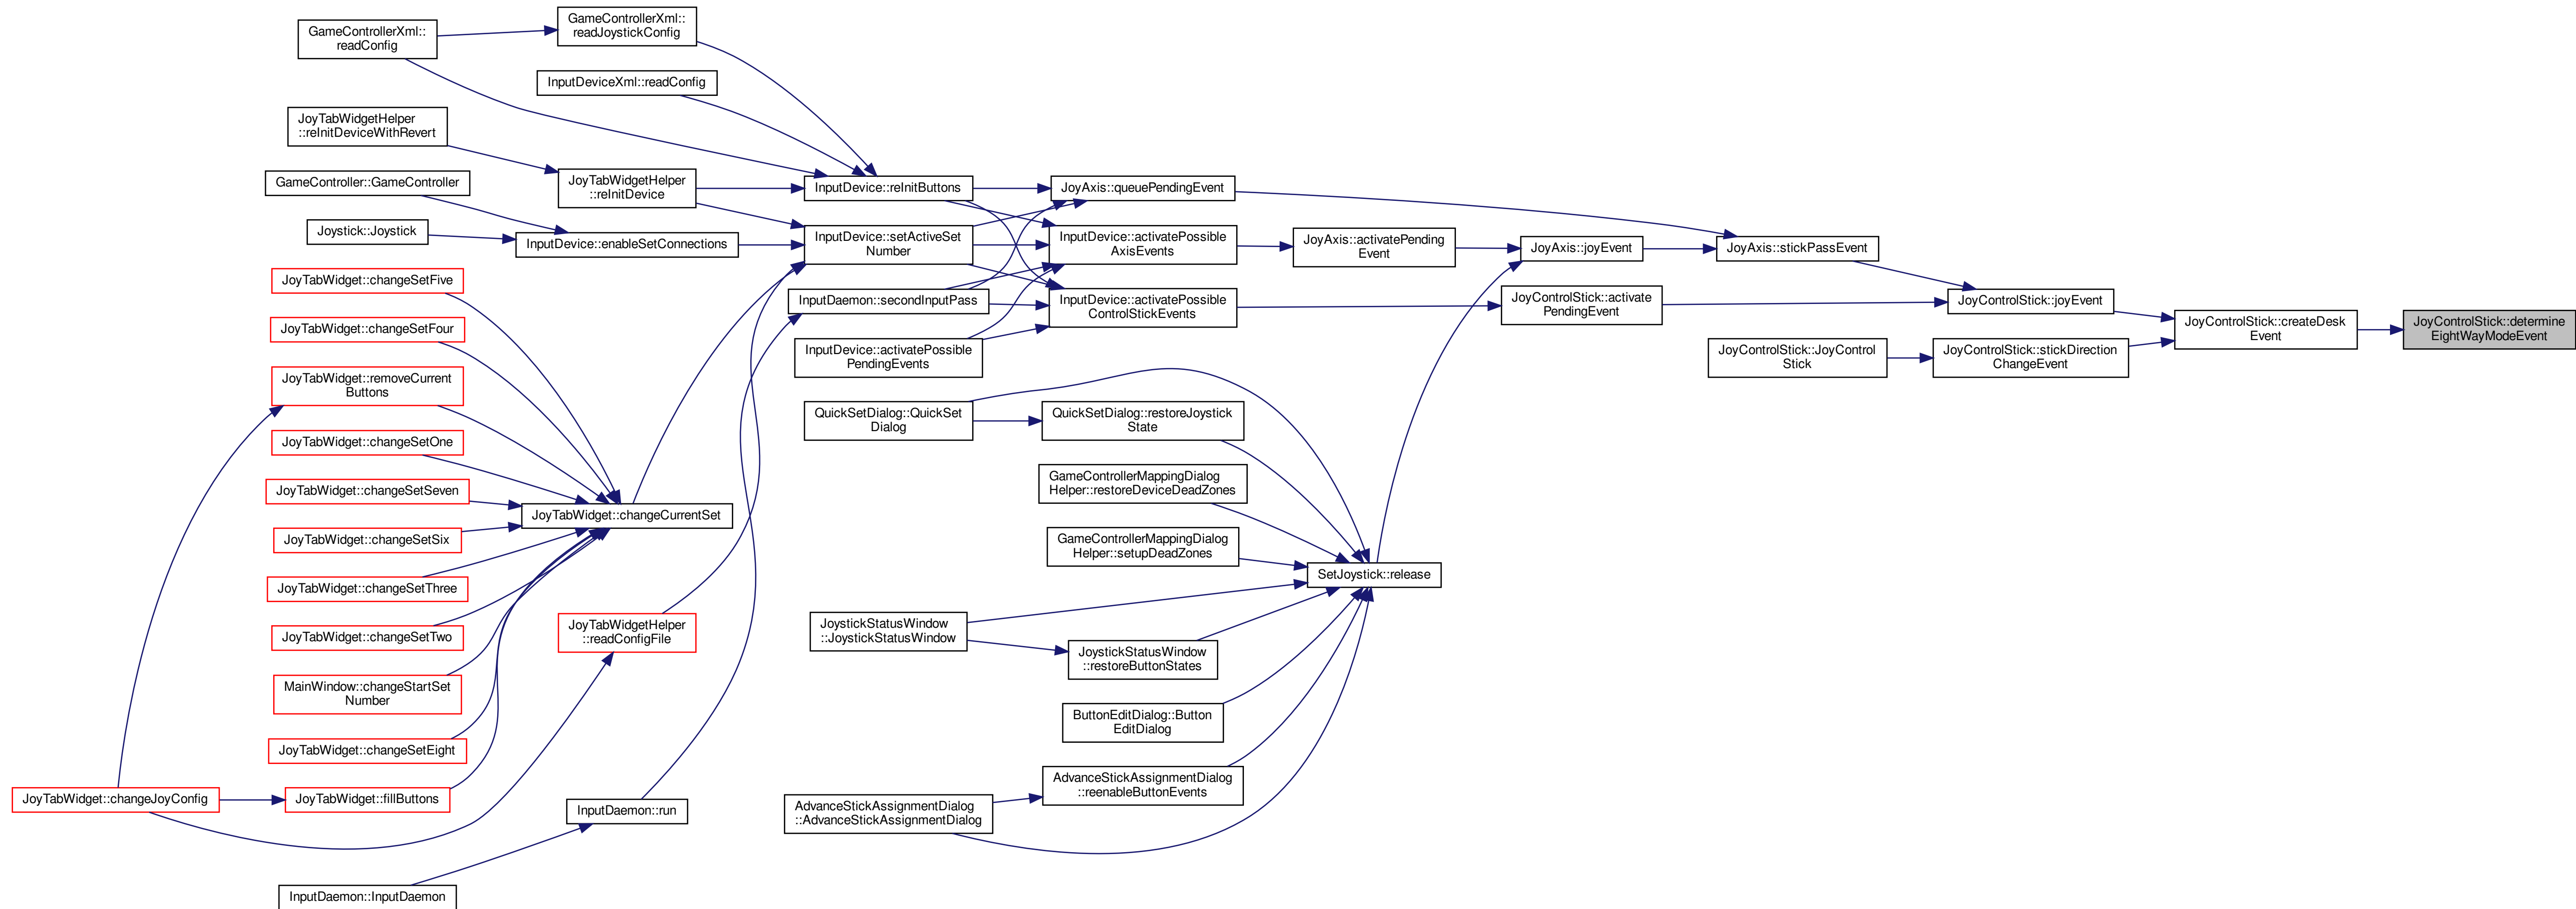 GameControllerXml::
readJoystickConfig
GameControllerXml::
readConfig
InputDeviceXml::readConfig
JoyTabWidgetHelper
::reInitDeviceWithRevert
GameController::GameController
JoyTabWidgetHelper
::reInitDevice
InputDevice::reInitButtons
JoyAxis::queuePendingEvent
Joystick::Joystick
InputDevice::enableSetConnections
InputDevice::setActiveSet
Number
InputDevice::activatePossible
AxisEvents
JoyAxis::activatePending
Event
JoyAxis::joyEvent
JoyAxis::stickPassEvent
JoyTabWidget::changeSetFive
InputDaemon::secondInputPass
InputDevice::activatePossible
ControlStickEvents
JoyControlStick::activate
PendingEvent
JoyControlStick::joyEvent
JoyTabWidget::changeSetFour
JoyControlStick::createDesk
Event
JoyControlStick::determine
EightWayModeEvent
InputDevice::activatePossible
PendingEvents
JoyControlStick::JoyControl
Stick
JoyControlStick::stickDirection
ChangeEvent
JoyTabWidget::removeCurrent
Buttons
QuickSetDialog::QuickSet
Dialog
QuickSetDialog::restoreJoystick
State
JoyTabWidget::changeSetOne
GameControllerMappingDialog
Helper::restoreDeviceDeadZones
JoyTabWidget::changeSetSeven
JoyTabWidget::changeCurrentSet
JoyTabWidget::changeSetSix
GameControllerMappingDialog
Helper::setupDeadZones
SetJoystick::release
JoyTabWidget::changeSetThree
JoyTabWidget::changeSetTwo
JoyTabWidgetHelper
::readConfigFile
JoystickStatusWindow
::JoystickStatusWindow
JoystickStatusWindow
::restoreButtonStates
MainWindow::changeStartSet
Number
ButtonEditDialog::Button
EditDialog
JoyTabWidget::changeSetEight
JoyTabWidget::changeJoyConfig
JoyTabWidget::fillButtons
InputDaemon::run
AdvanceStickAssignmentDialog
::reenableButtonEvents
AdvanceStickAssignmentDialog
::AdvanceStickAssignmentDialog
InputDaemon::InputDaemon